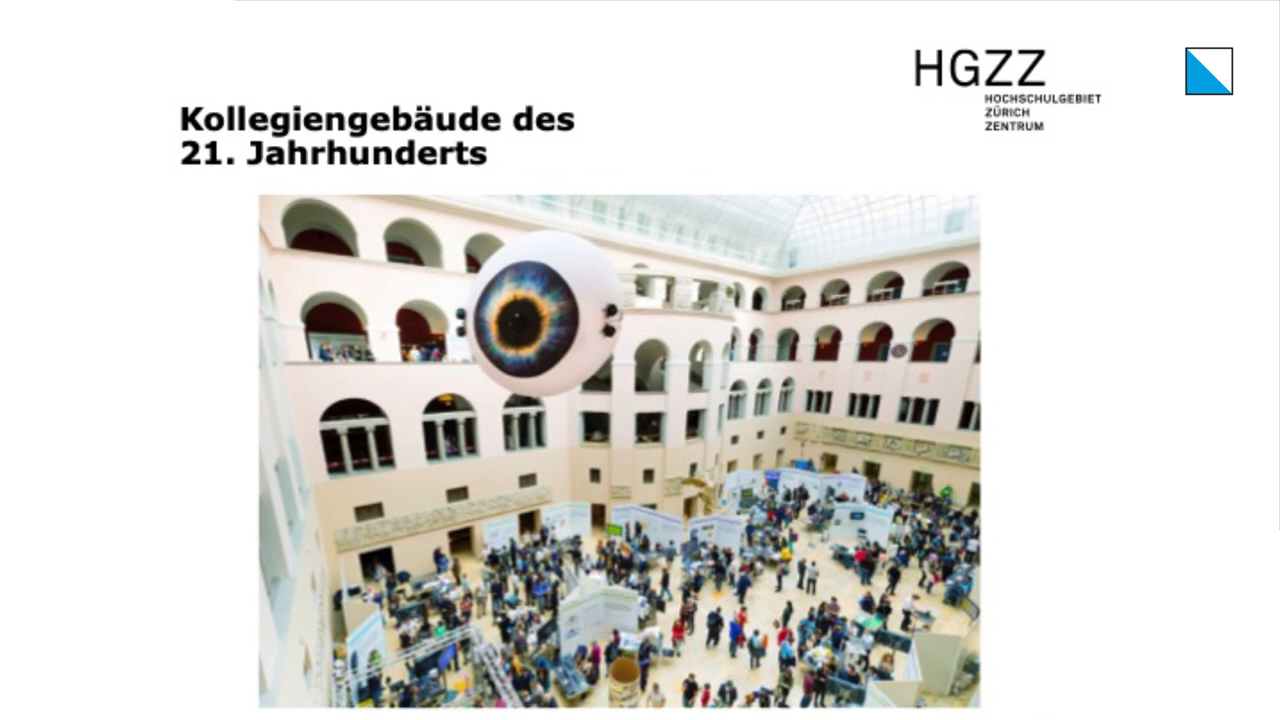 HGZZ
HOCHSCHULGEBIET
ZÜRICH
ZENTRUM
Kollegiengebäude des
21. Jahrhunderts